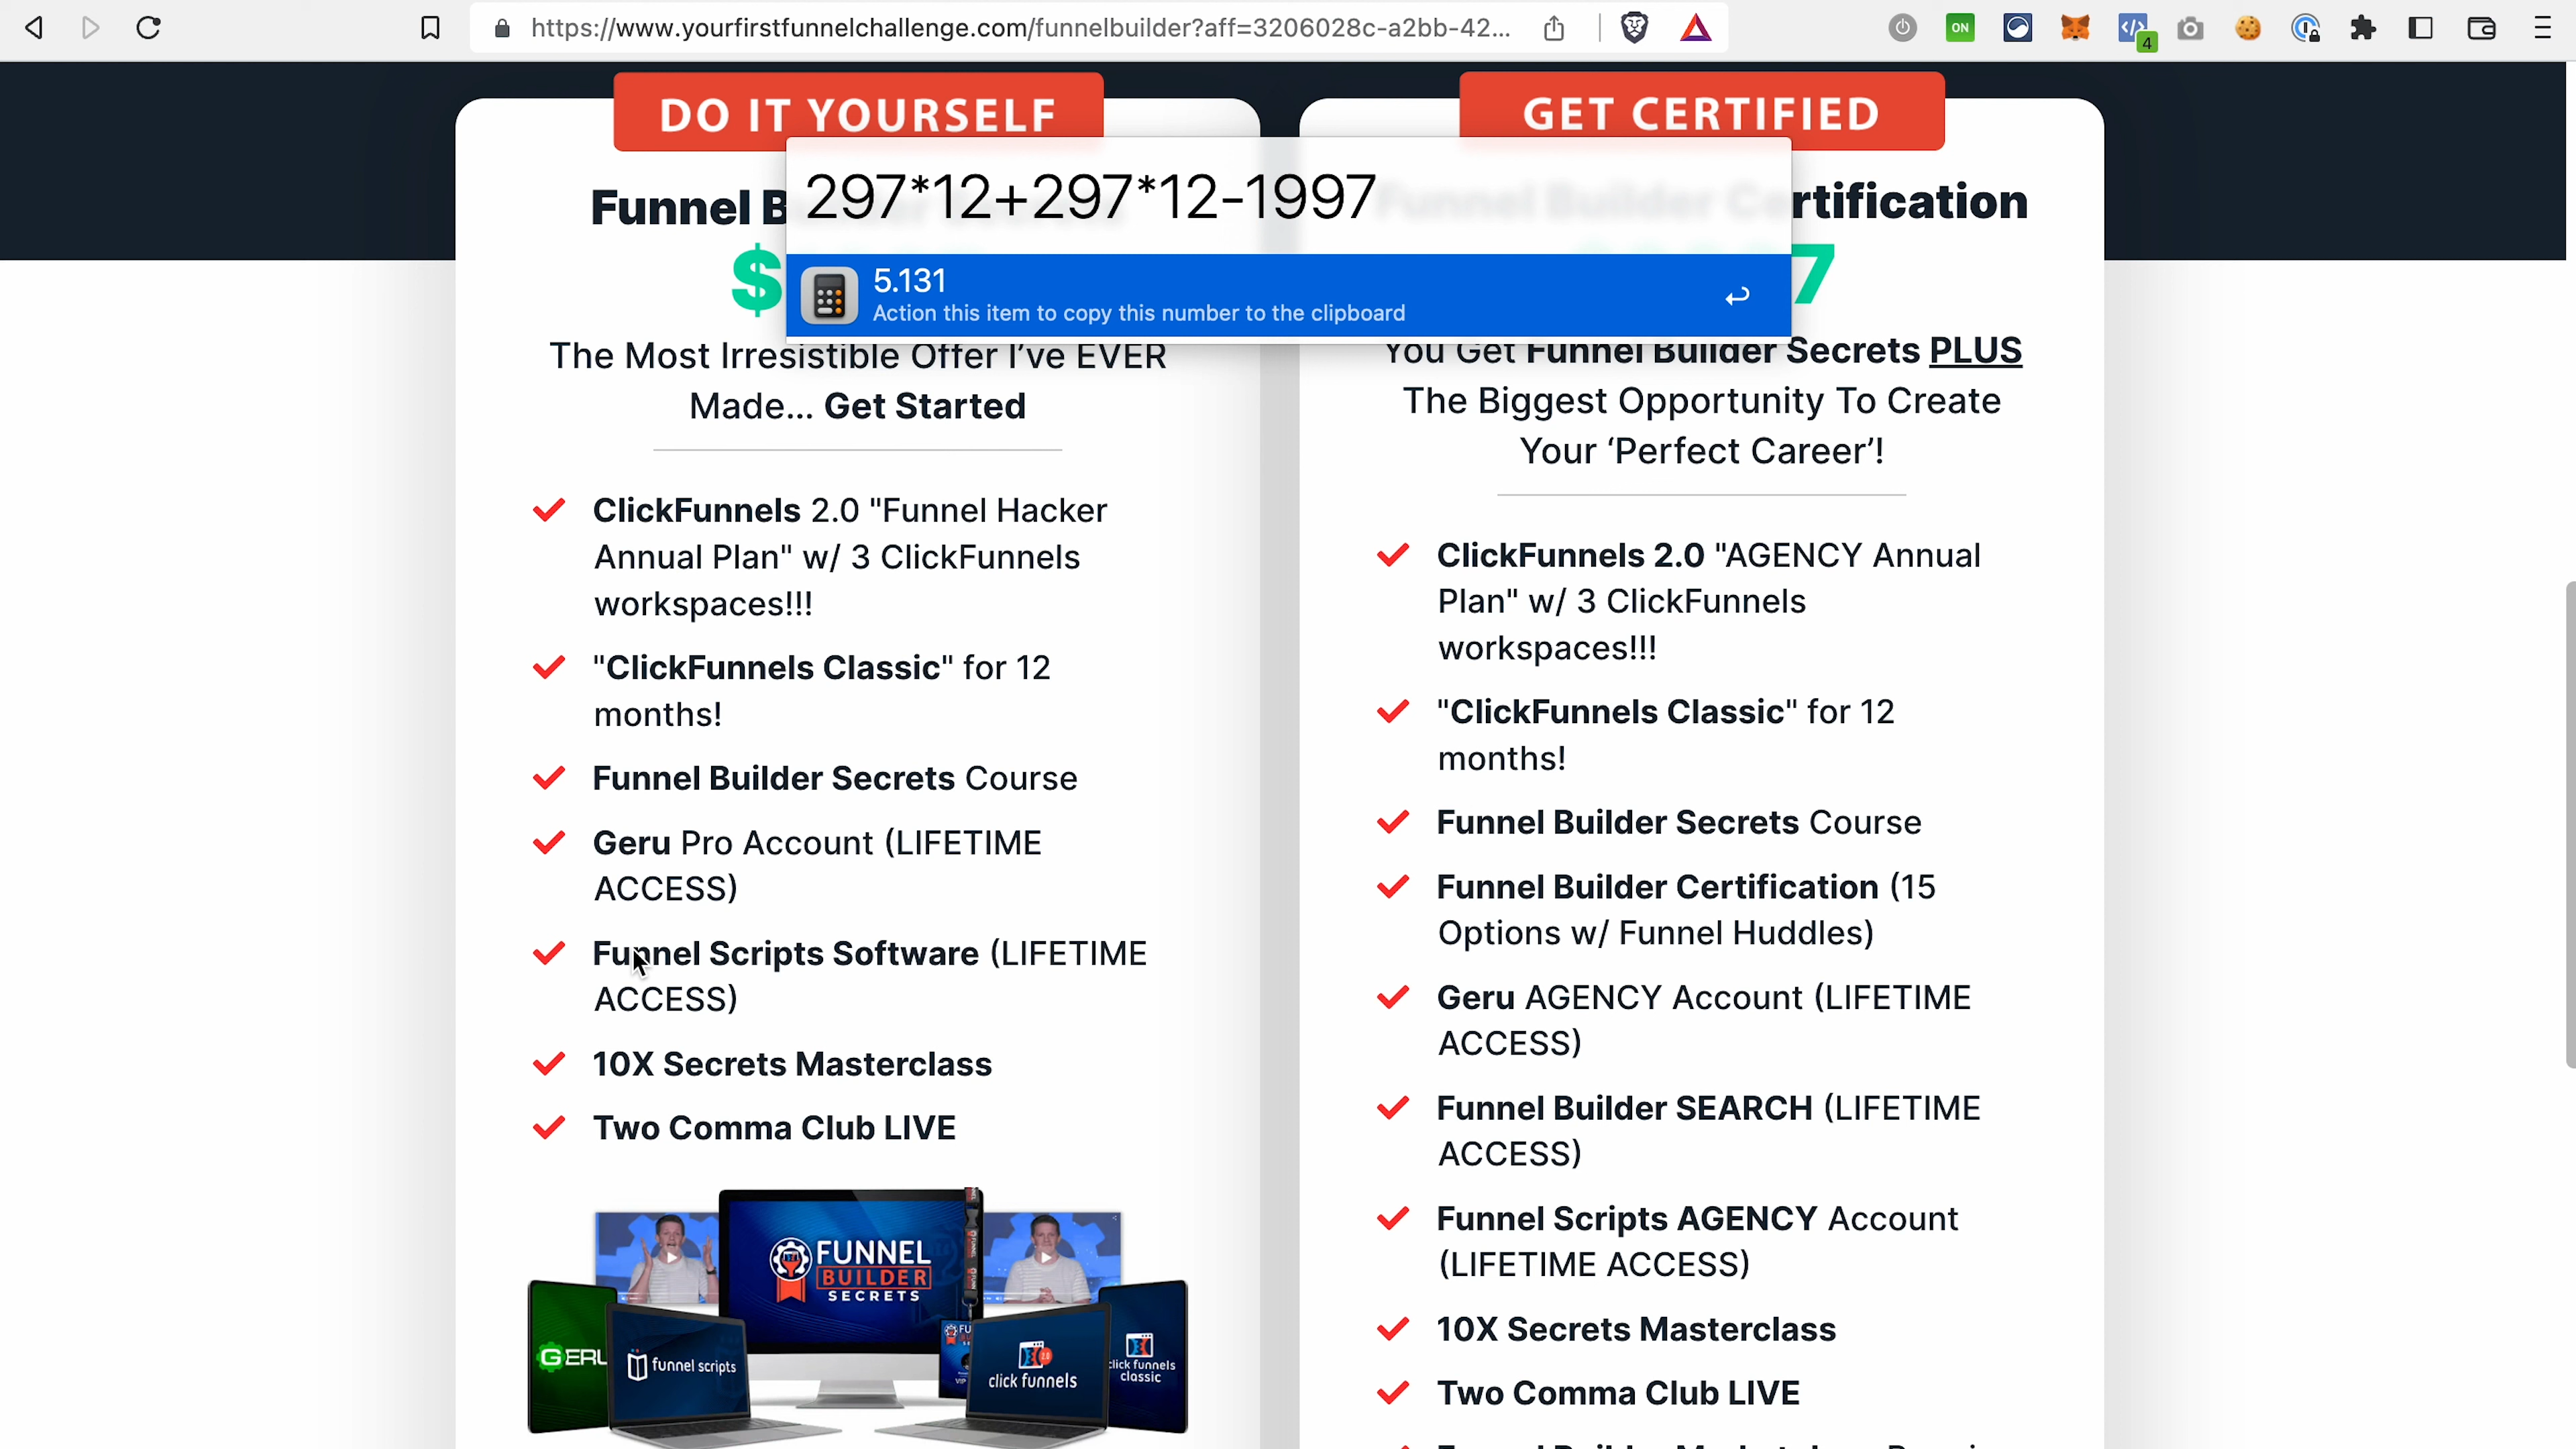 https://www.yourfirstfunnelchallenge.com/funnelbuilder?aff=3206028c-a2bb-42...
ON
4
DO IT YOURSELF
Funnel B
$
297*12+297*12-1997
5.131
Action this item to copy this number to the clipboard
The Most Irresistible Offer I've EVER
Made... Get Started
ClickFunnels 2.0 "Funnel Hacker
Annual Plan" w/ 3 ClickFunnels
workspaces!!!
"ClickFunnels Classic" for 12
months!
Funnel Builder Secrets Course
Geru Pro Account (LIFETIME
ACCESS)
Funnel Scripts Software (LIFETIME
ACCESS)
10X Secrets Masterclass
Two Comma Club LIVE
FUNNEL
BUILDER
SECRETS
GERU
funnel scripts
click funnels
click funnels
classic
GET CERTIFIED
Funnel Builder Certification
7
You Get Funnel Builder Secrets PLUS
The Biggest Opportunity To Create
Your ‘Perfect Career’!
ClickFunnels 2.0 "AGENCY Annual
Plan" w/ 3 ClickFunnels
workspaces!!!
"ClickFunnels Classic" for 12
months!
Funnel Builder Secrets Course
Funnel Builder Certification (15
Options w/ Funnel Huddles)
Geru AGENCY Account (LIFETIME
ACCESS)
Funnel Builder SEARCH (LIFETIME
ACCESS)
Funnel Scripts AGENCY Account
(LIFETIME ACCESS)
10X Secrets Masterclass
Two Comma Club LIVE